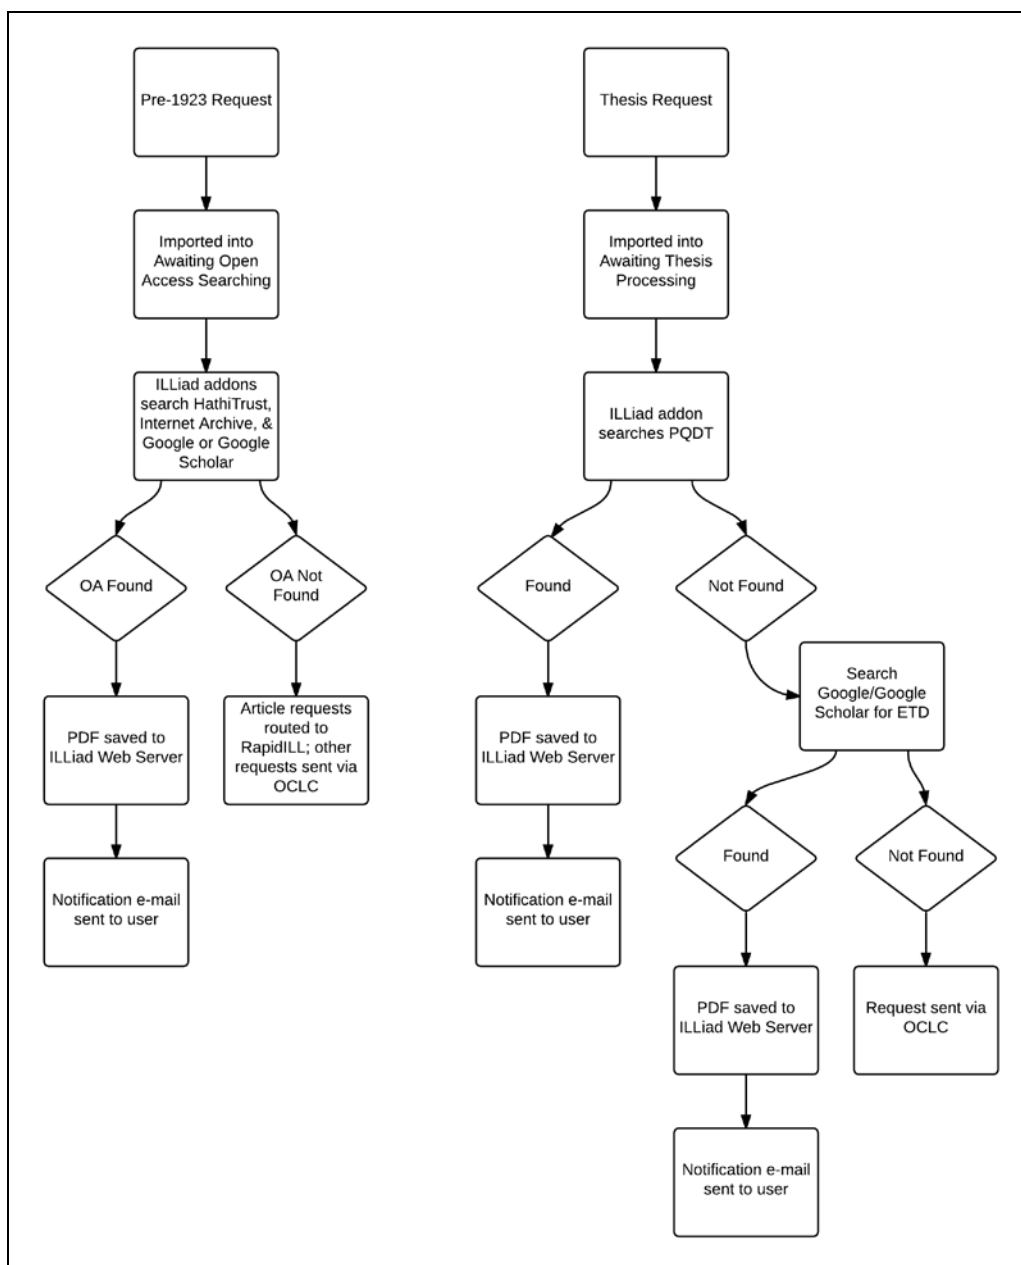 Pre-1923 Request
Imported into
Awaiting Open
Access Searching
ILLiad addons
search HathiTrust,
Internet Archive, &
Google or Google
Scholar
OA Found
OA Not
Found
PDF saved to
ILLiad Web Server
Article requests
routed to
RapidILL; other
requests sent via
OCLC
Notification e-mail
sent to user
Thesis Request
Imported into
Awaiting Thesis
Processing
ILLiad addon
searches PQDT
Found
Not Found
PDF saved to
ILLiad Web Server
Notification e-mail
sent to user
Search
Google/Google
Scholar for ETD
Found
Not Found
PDF saved to
ILLiad Web Server
Request sent via
OCLC
Notification e-mail
sent to user